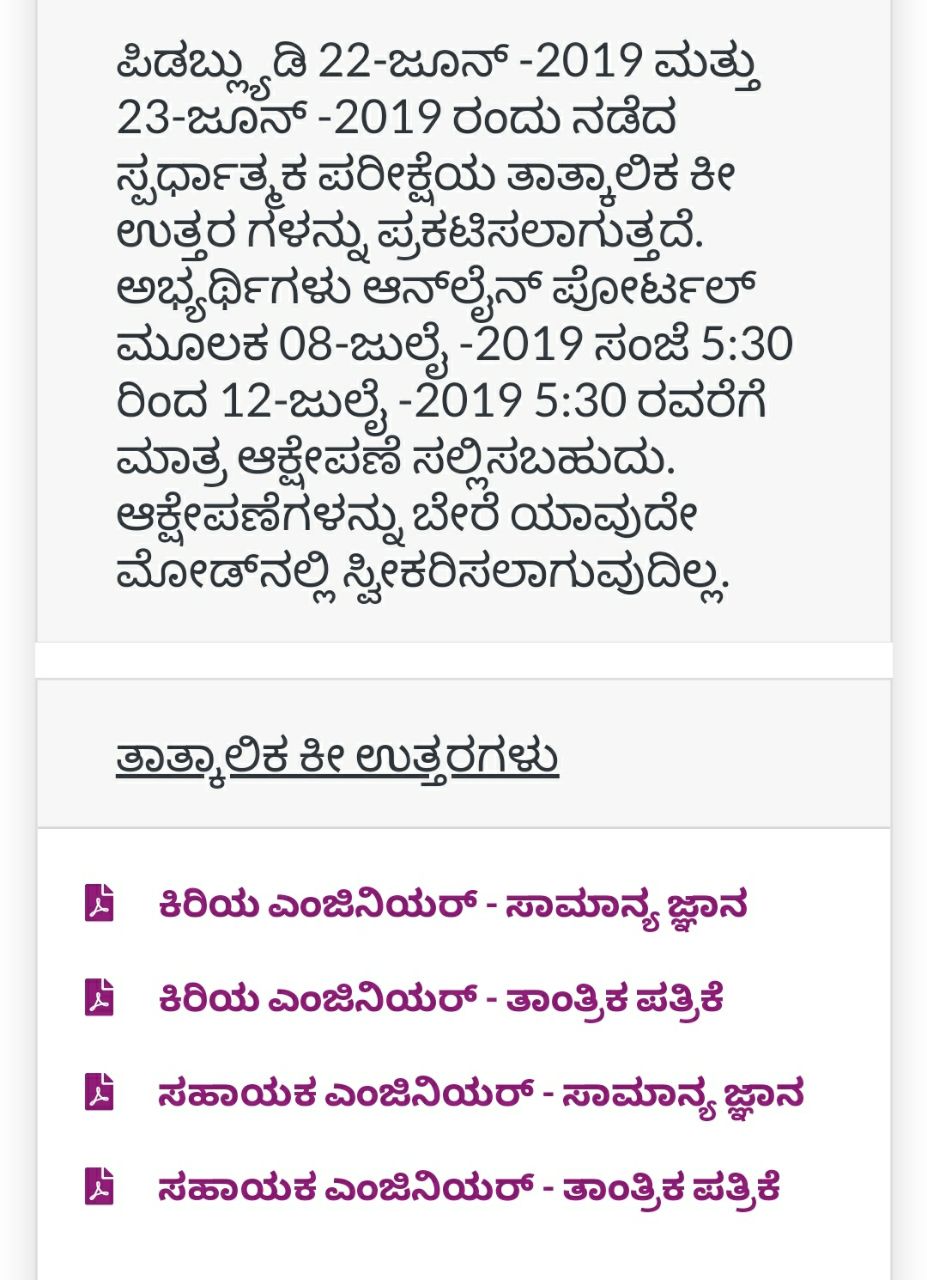 ಪಿಡಬ್ಲ್ಯುಡಿ 22-ಜೂನ್ -2019 ಮತ್ತು
23-ಜೂನ್ -2019 ರಂದು ನಡೆದ
ಸ್ಪರ್ಧಾತ್ಮಕ ಪರೀಕ್ಷೆಯ ತಾತ್ಕಾಲಿಕ ಕೀ
ಉತ್ತರ ಗಳನ್ನು ಪ್ರಕಟಿಸಲಾಗುತ್ತದೆ.
ಅಭ್ಯರ್ಥಿಗಳು ಆನ್‌ಲೈನ್ ಪೋರ್ಟಲ್
ಮೂಲಕ 08-ಜುಲೈ -2019 ಸಂಜೆ 5:30
ರಿಂದ 12-ಜುಲೈ -2019 5:30 ರವರೆಗೆ
ಮಾತ್ರ ಆಕ್ಷೇಪಣೆ ಸಲ್ಲಿಸಬಹುದು.
ಆಕ್ಷೇಪಣೆಗಳನ್ನು ಬೇರೆ ಯಾವುದೇ
ಮೋಡ್‌ನಲ್ಲಿ ಸ್ವೀಕರಿಸಲಾಗುವುದಿಲ್ಲ.
ತಾತ್ಕಾಲಿಕ ಕೀ ಉತ್ತರಗಳು
ಕಿರಿಯ ಎಂಜಿನಿಯರ್ - ಸಾಮಾನ್ಯ ಜ್ಞಾನ
ಕಿರಿಯ ಎಂಜಿನಿಯರ್ - ತಾಂತ್ರಿಕ ಪತ್ರಿಕೆ
ಸಹಾಯಕ ಎಂಜಿನಿಯರ್ - ಸಾಮಾನ್ಯ ಜ್ಞಾನ
ಸಹಾಯಕ ಎಂಜಿನಿಯರ್ - ತಾಂತ್ರಿಕ ಪತ್ರಿಕೆ